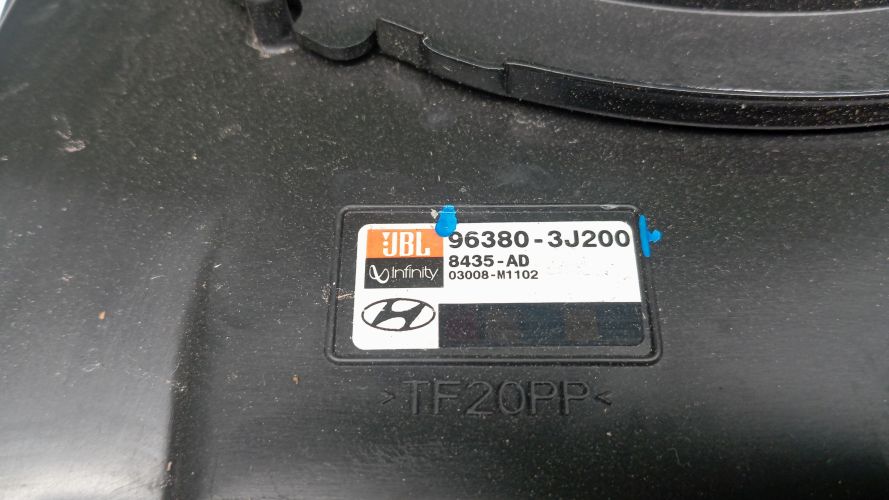 JBL
Infinity
96380-3J200
8435-AD
03008-M1102
>TF20PP<